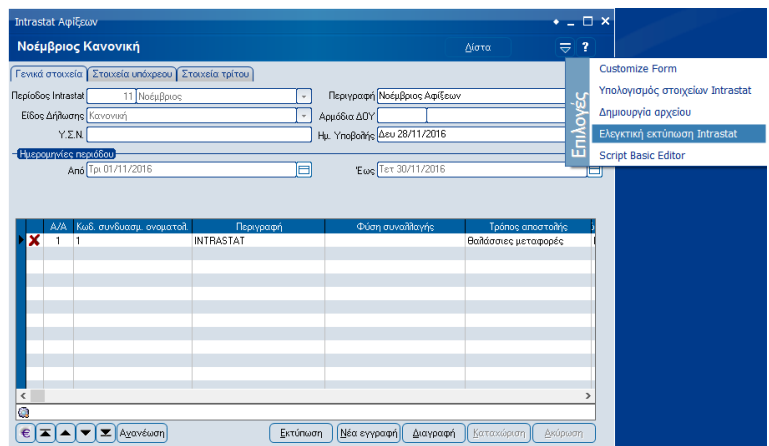 Intrastat Αφίξεων
Νοέμβριος Κανονική
Λίστα
?
Επιλογές
Customize Form
Υπολογισμός στοιχείων Intrastat
Δημιουργία αρχείου
Ελεγκτική εκτύπωση Intrastat
Script Basic Editor
Γενικά στοιχεία Στοιχεία υπόχρεου Στοιχεία τρίτου
Περίοδος Intrastat 11 Νοέμβριος Περιγραφή Νοέμβριος Αφίξεων
Είδος Δήλωσης Κανονική Αρμόδια ΔΟΥ
Υ.Σ.Ν. Ημ. Υποβολής Δευ 28/11/2016
Ημερομηνίες περιόδου
Από Τρι 01/11/2016 Έως Τετ 30/11/2016
Α/Α Κωδ. συνδυασμ. ονοματολ. Περιγραφή Φύση συναλλαγής Τρόπος αποστολής
1 1 INTRASTAT Θαλάσσιες μεταφορές
€ Ανανέωση Εκτύπωση Νέα εγγραφή Διαγραφή Καταχώριση Ακύρωση